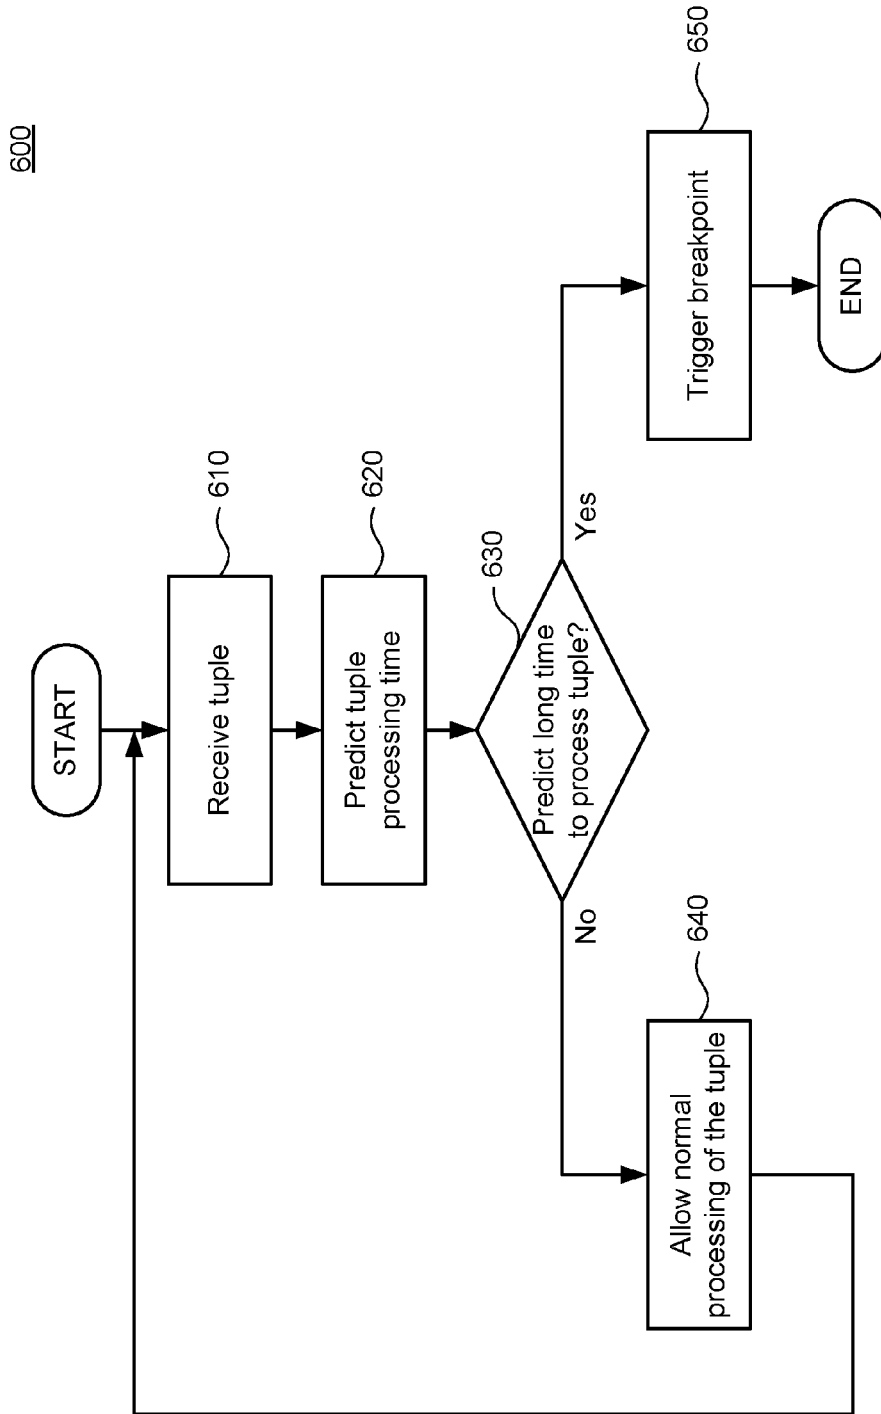 600
START
Receive tuple
610
Predict tuple
processing time
620
Predict long time
to process tuple?
630
No
Yes
Allow normal
processing of the tuple
640
Trigger breakpoint
650
END